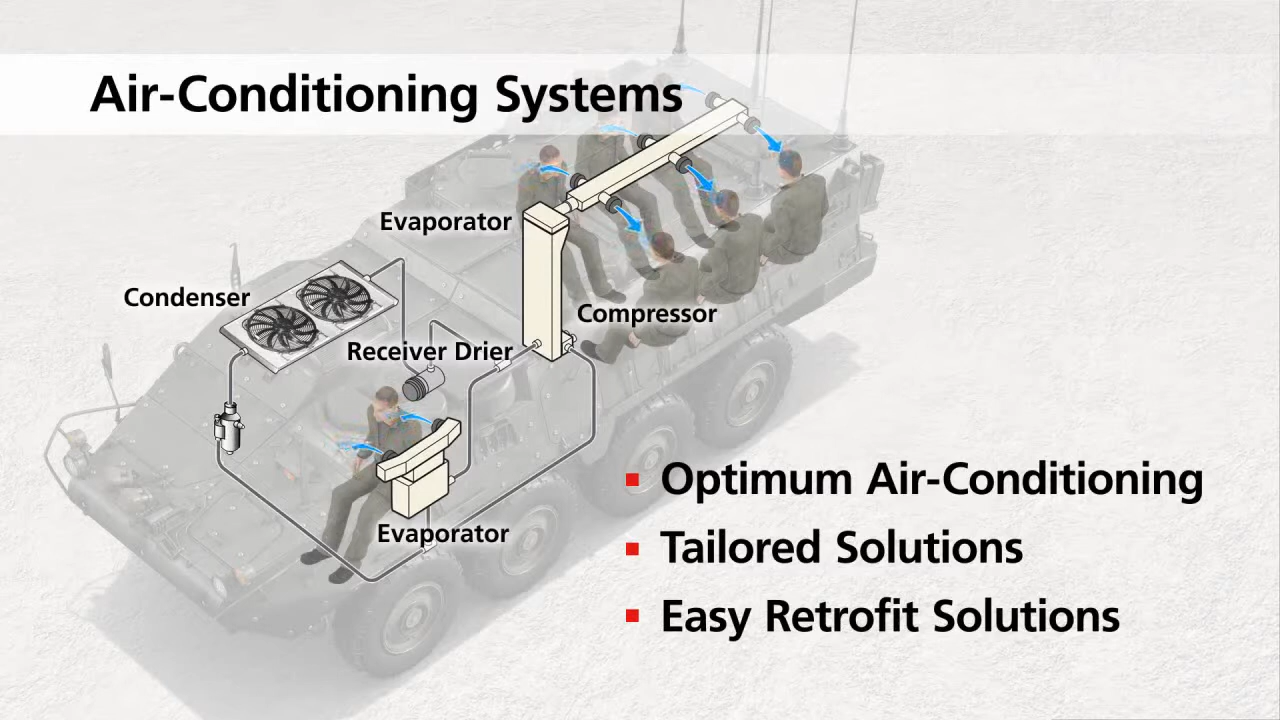 Air-Conditioning Systems
Evaporator
Condenser
Compressor
Receiver Drier
Evaporator
Optimum Air-Conditioning
Tailored Solutions
Easy Retrofit Solutions